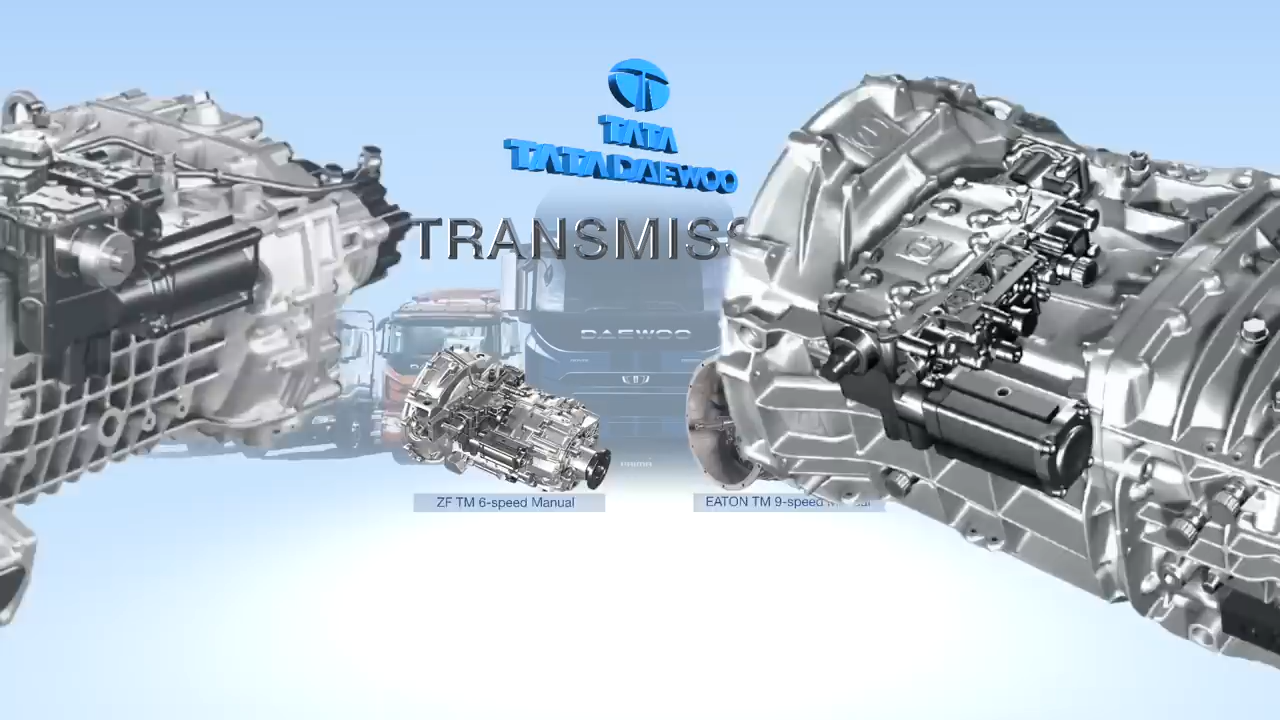 TATA
TATA DAEWOO
TRANSMISS
DAEWOO
ZF TM 6-speed Manual
EATON TM 9-speed